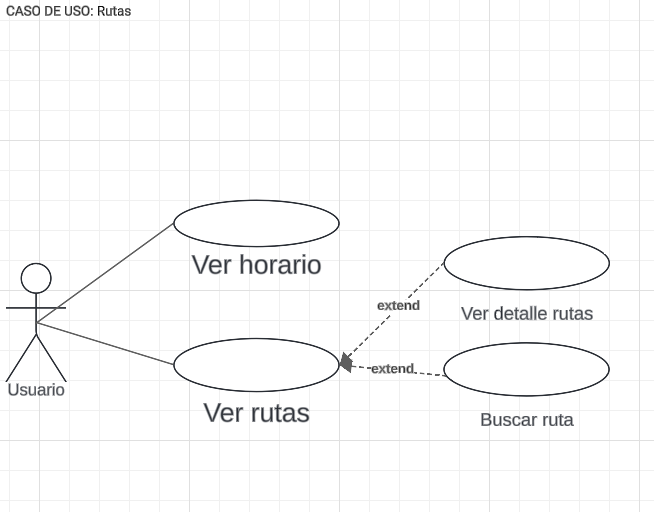 CASO DE USO: Rutas
Ver horario
extend
Ver detalle rutas
extend
Usuario
Ver rutas
Buscar ruta